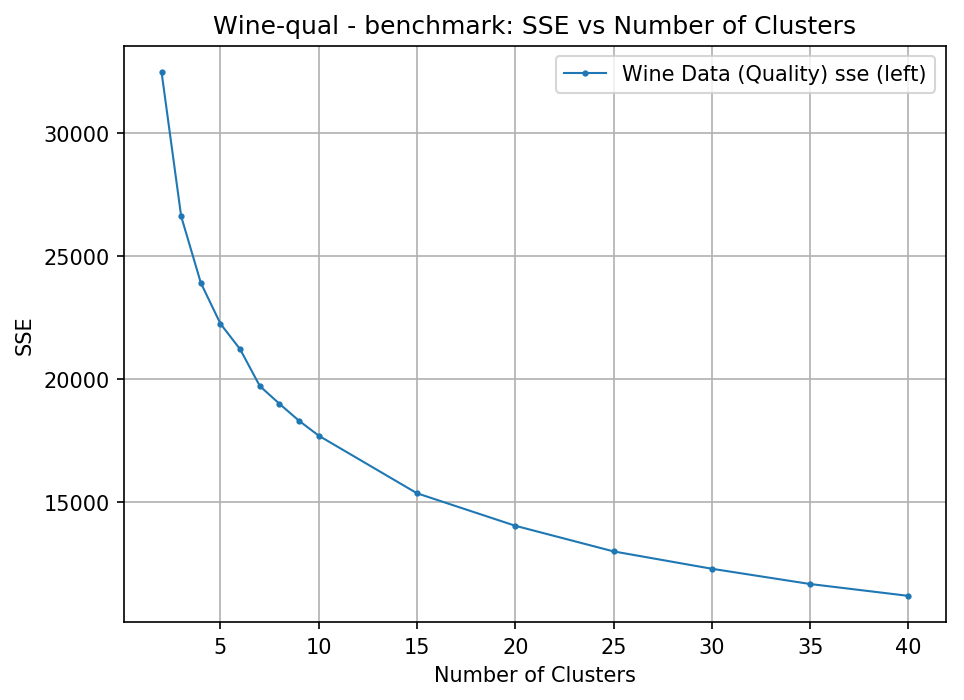 Wine-qual - benchmark: SSE vs Number of Clusters
Wine Data (Quality) sse (left)
30000
25000
20000
15000
SSE
5 10 15 20 25 30 35 40
Number of Clusters